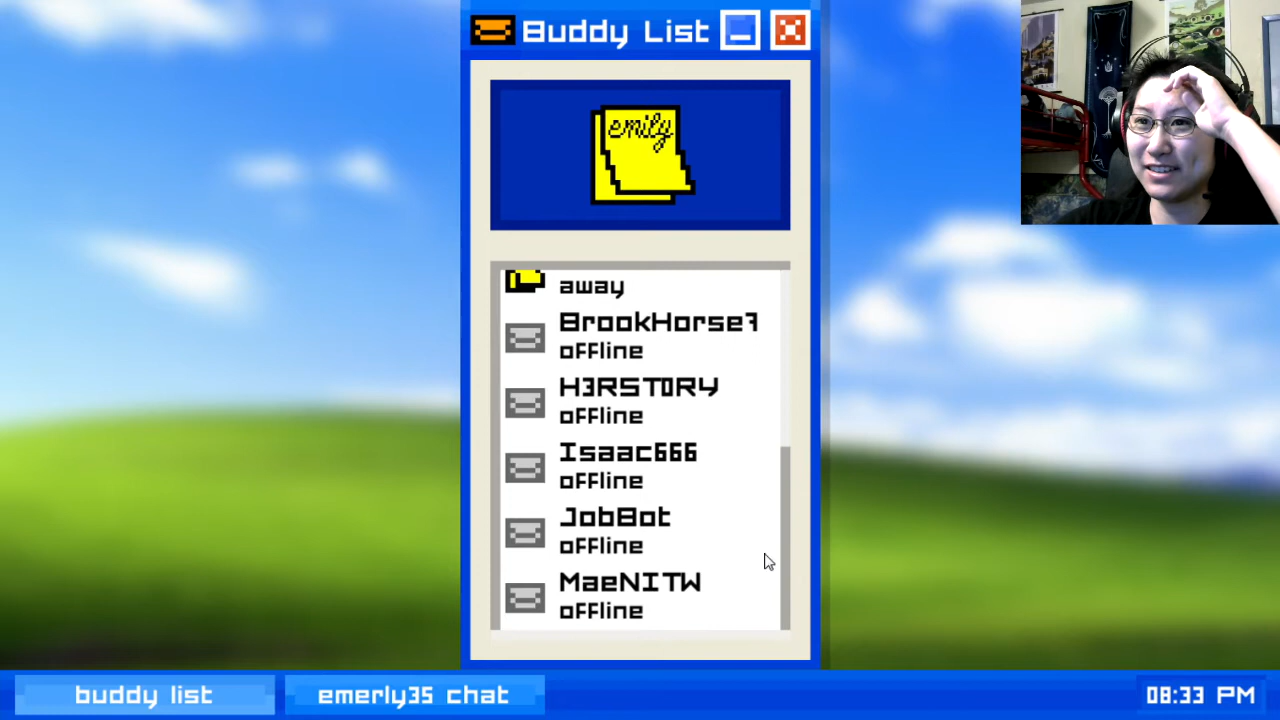 Buddy List
emily
away
BrookHorse7
offline
H3RST0RY
offline
Isaac666
offline
JobBot
offline
MaeNITW
offline
buddy list
emerly35 chat
08:33 PM